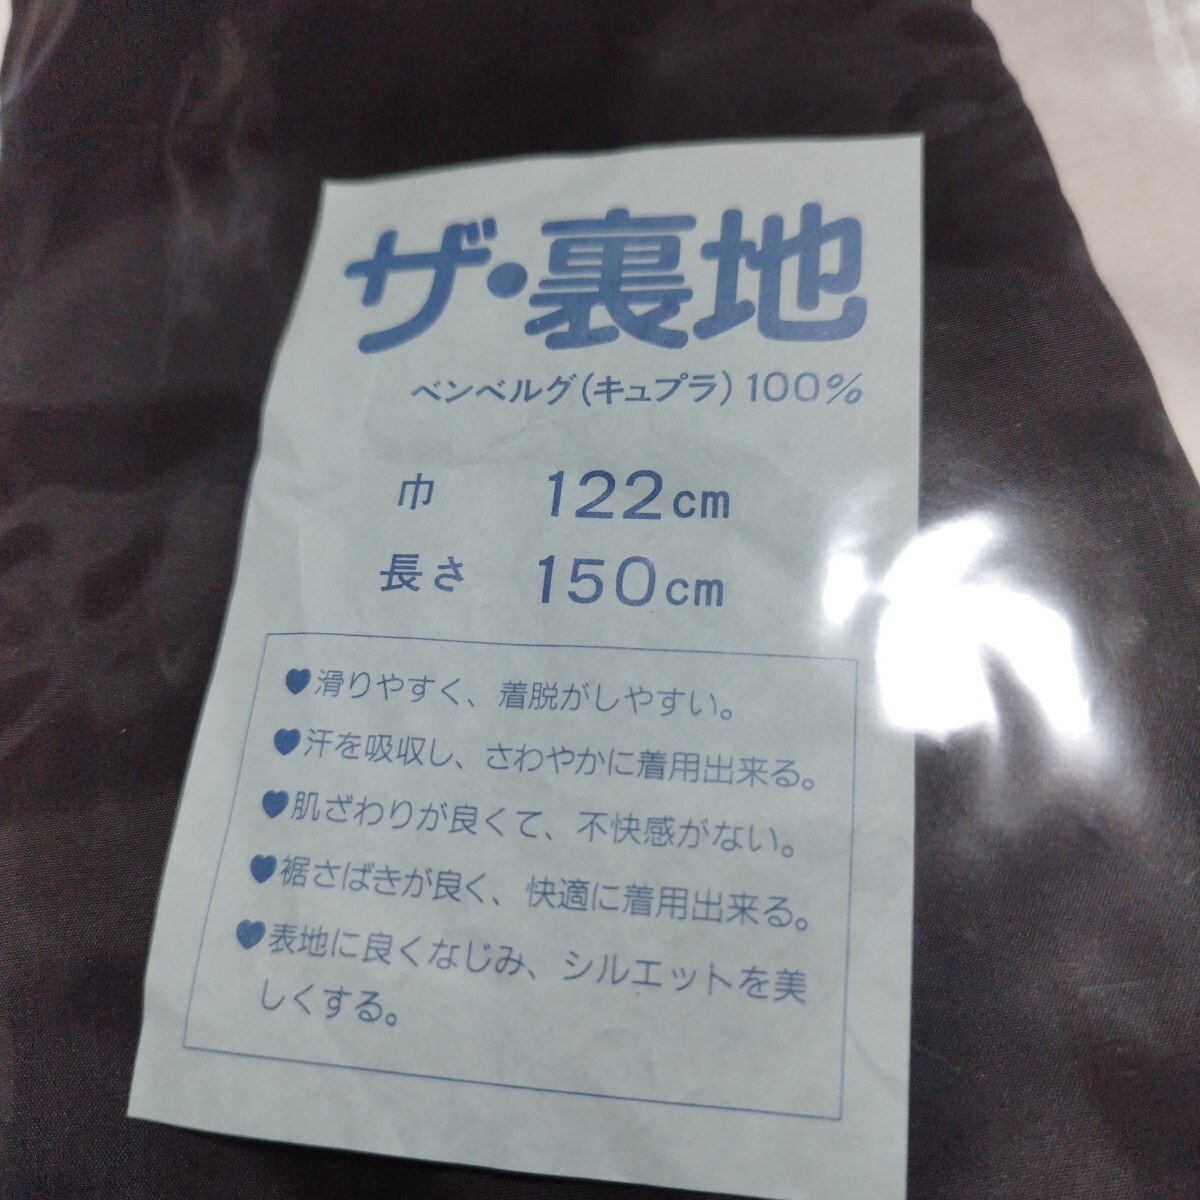 ザ・裏地
ベンベルグ(キュプラ)100%
巾 122cm
長さ 150cm
♥滑りやすく、着脱がしやすい。
♥汗を吸収し、さわやかに着用出来る。
♥肌ざわりが良くて、不快感がない。
♥裾さばきが良く、快適に着用出来る。
♥表地に良くなじみ、シルエットを美
しくする。